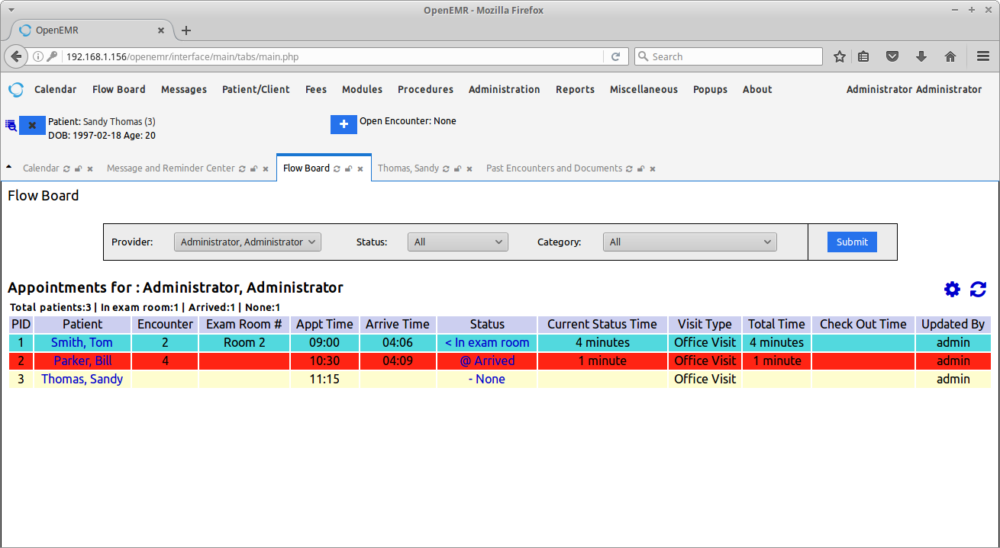 OpenEMR - Mozilla Firefox
OpenEMR
192.168.1.156/openemr/interface/main/tabs/main.php
Search
Calendar Flow Board Messages Patient/Client Fees Modules Procedures Administration Reports Miscellaneous Popups About Administrator Administrator
Patient: Sandy Thomas (3)
DOB: 1997-02-18 Age: 20
Open Encounter: None
Calendar Message and Reminder Center Flow Board Thomas, Sandy Past Encounters and Documents
Flow Board
Provider: Administrator, Administrator Status: All Category: All Submit
Appointments for : Administrator, Administrator
Total patients:3 | In exam room:1 | Arrived:1 | None:1
PID Patient Encounter Exam Room # Appt Time Arrive Time Status Current Status Time Visit Type Total Time Check Out Time Updated By
1 Smith, Tom 2 Room 2 09:00 04:06 < In exam room 4 minutes Office Visit 4 minutes admin
2 Parker, Bill 4 10:30 04:09 @ Arrived 1 minute Office Visit 1 minute admin
3 Thomas, Sandy 11:15 - None Office Visit admin